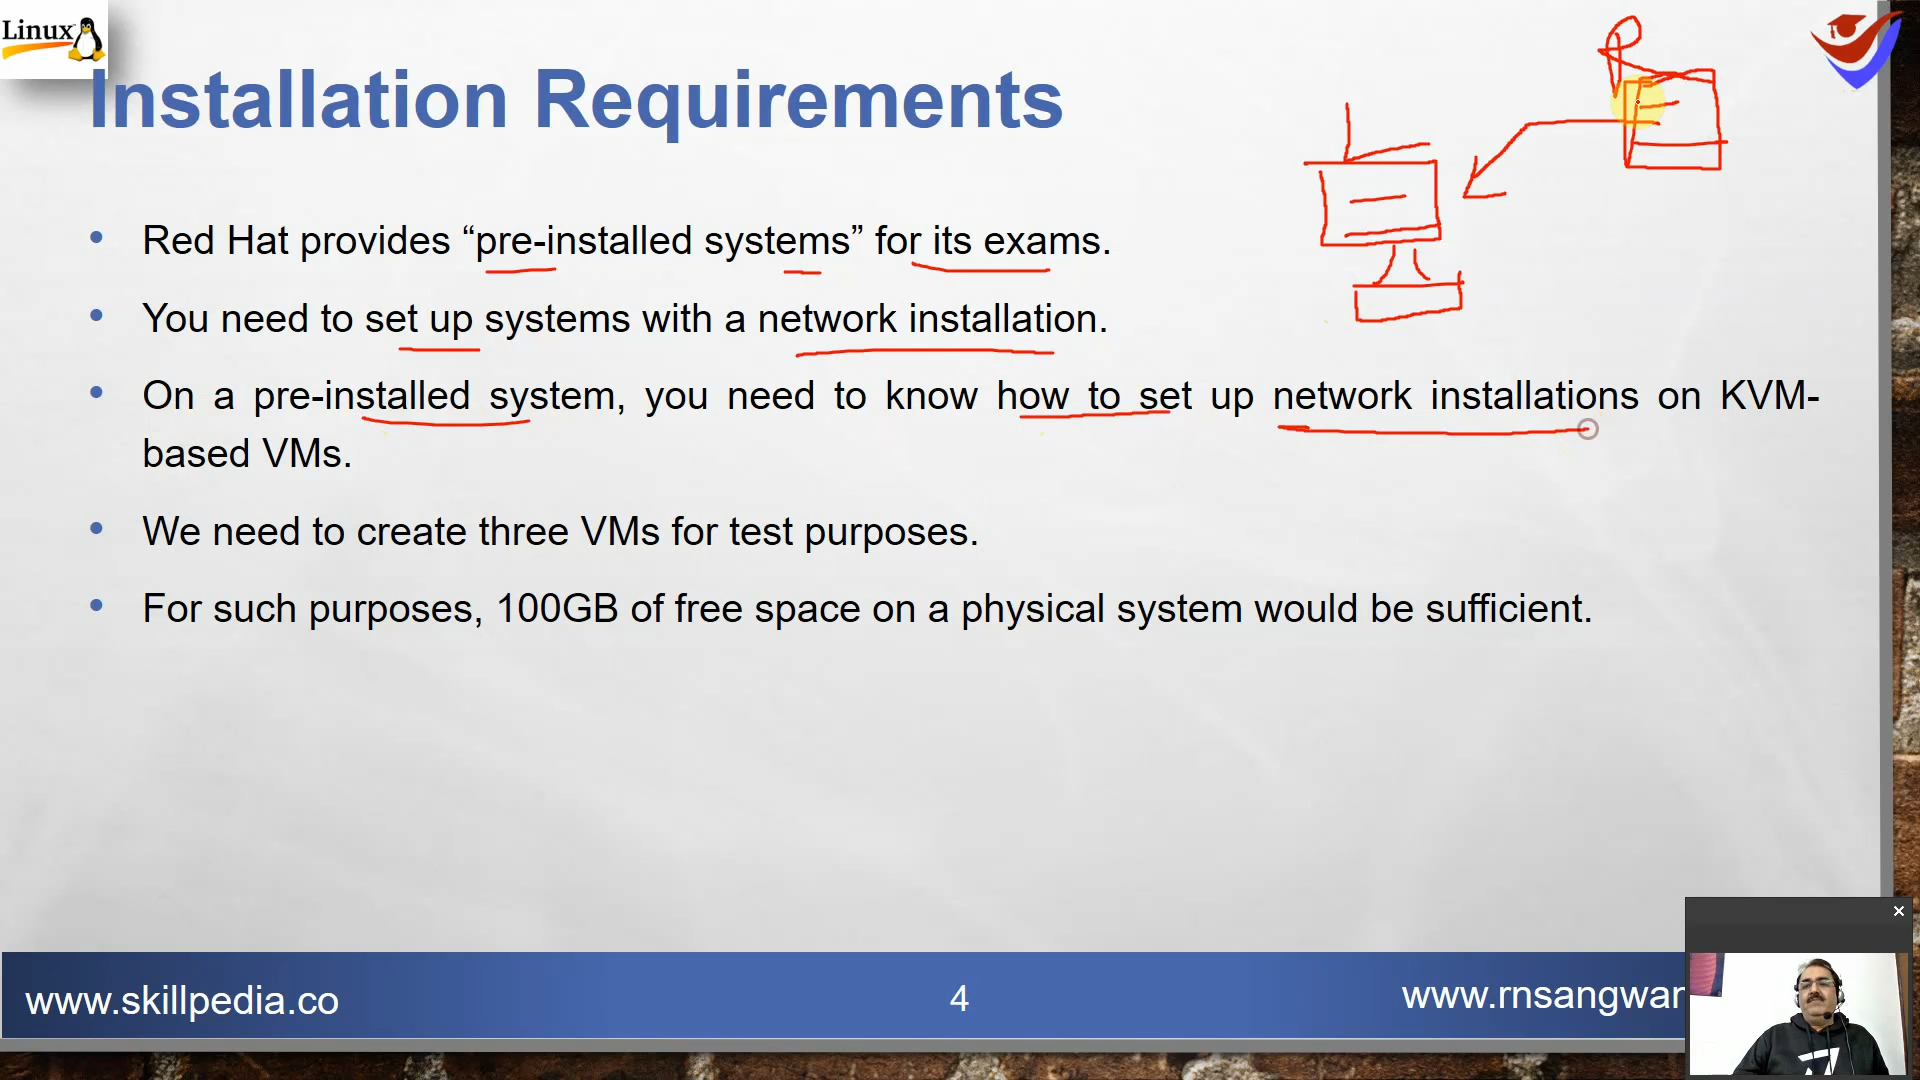 Linux
Installation Requirements
• Red Hat provides “pre-installed systems” for its exams.
• You need to set up systems with a network installation.
• On a pre-installed system, you need to know how to set up network installations on KVM-
based VMs.
• We need to create three VMs for test purposes.
• For such purposes, 100GB of free space on a physical system would be sufficient.
www.skillpedia.co
4
www.rnsangwan